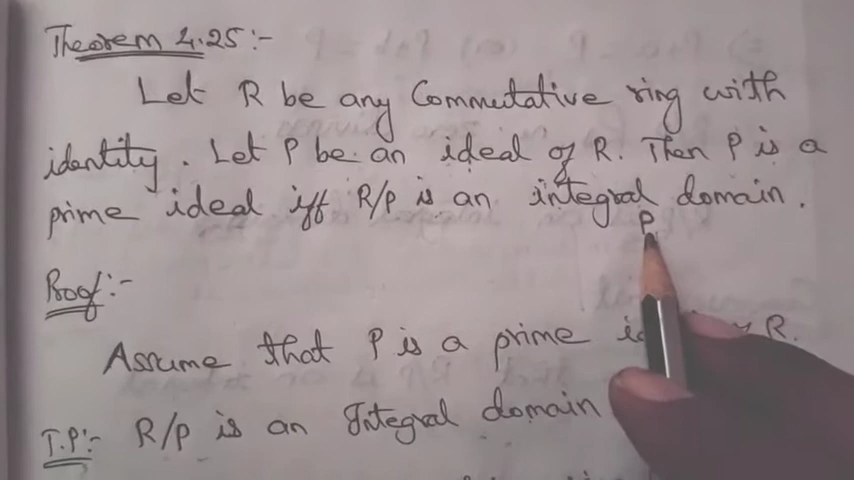 Theorem 4.25:-
Let R be any Commutative ring with
identity. Let P be an ideal of R. Then P is a
prime ideal iff R/P is an integral domain.
P
Proof:-
Assume that P is a prime R.
T.P:- R/P is an Integral domain